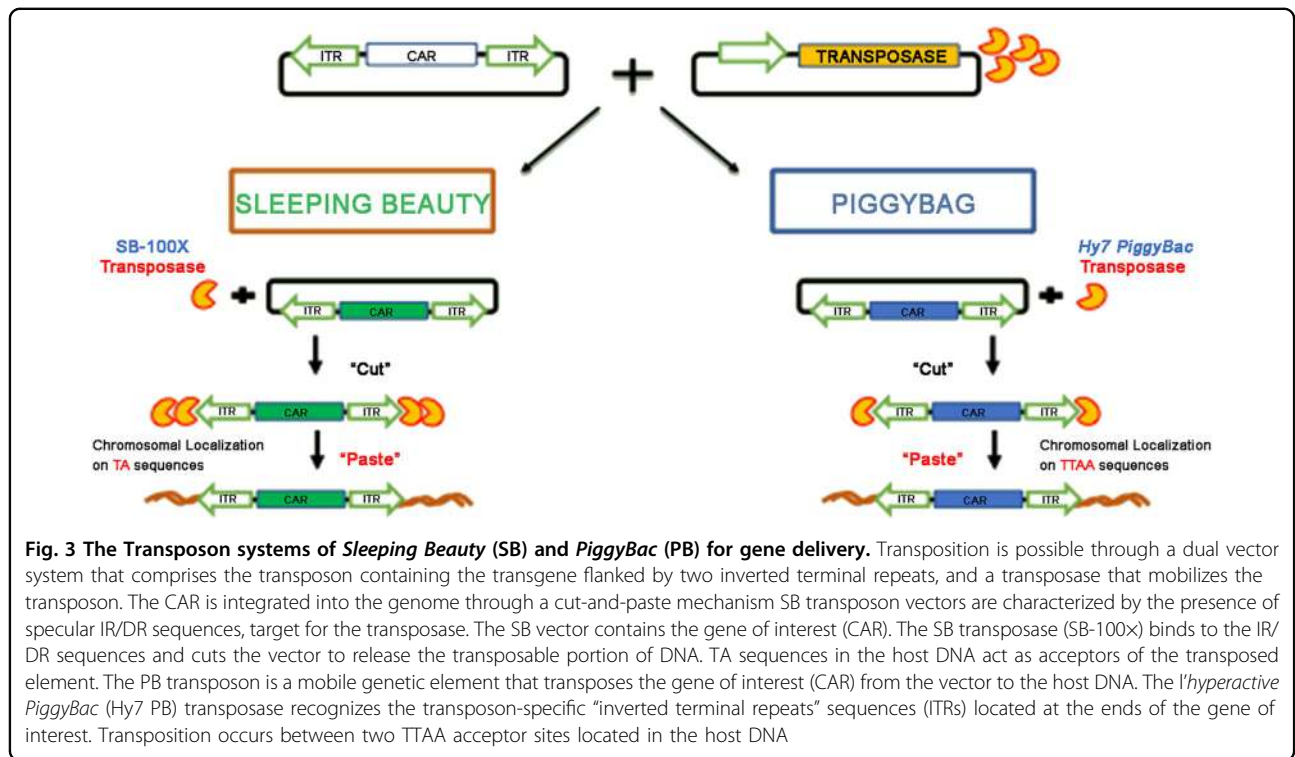 ITR CAR ITR
TRANSPOSASE
SLEEPING BEAUTY
PIGGYBAG
SB-100X
Transposase
Hy7 PiggyBac
Transposase
ITR CAR ITR
ITR CAR ITR
"Cut"
"Cut"
ITR CAR ITR
ITR CAR ITR
Chromosomal Localization
on TA sequences
"Paste"
"Paste"
Chromosomal Localization
on TTAA sequences
ITR CAR ITR
ITR CAR ITR
Fig. 3 The Transposon systems of Sleeping Beauty (SB) and PiggyBac (PB) for gene delivery. Transposition is possible through a dual vector
system that comprises the transposon containing the transgene flanked by two inverted terminal repeats, and a transposase that mobilizes the
transposon. The CAR is integrated into the genome through a cut-and-paste mechanism SB transposon vectors are characterized by the presence of
specular IR/DR sequences, target for the transposase. The SB vector contains the gene of interest (CAR). The SB transposase (SB-100×) binds to the IR/
DR sequences and cuts the vector to release the transposable portion of DNA. TA sequences in the host DNA act as acceptors of the transposed
element. The PB transposon is a mobile genetic element that transposes the gene of interest (CAR) from the vector to the host DNA. The l'hyperactive
PiggyBac (Hy7 PB) transposase recognizes the transposon-specific “inverted terminal repeats” sequences (ITRs) located at the ends of the gene of
interest. Transposition occurs between two TTAA acceptor sites located in the host DNA